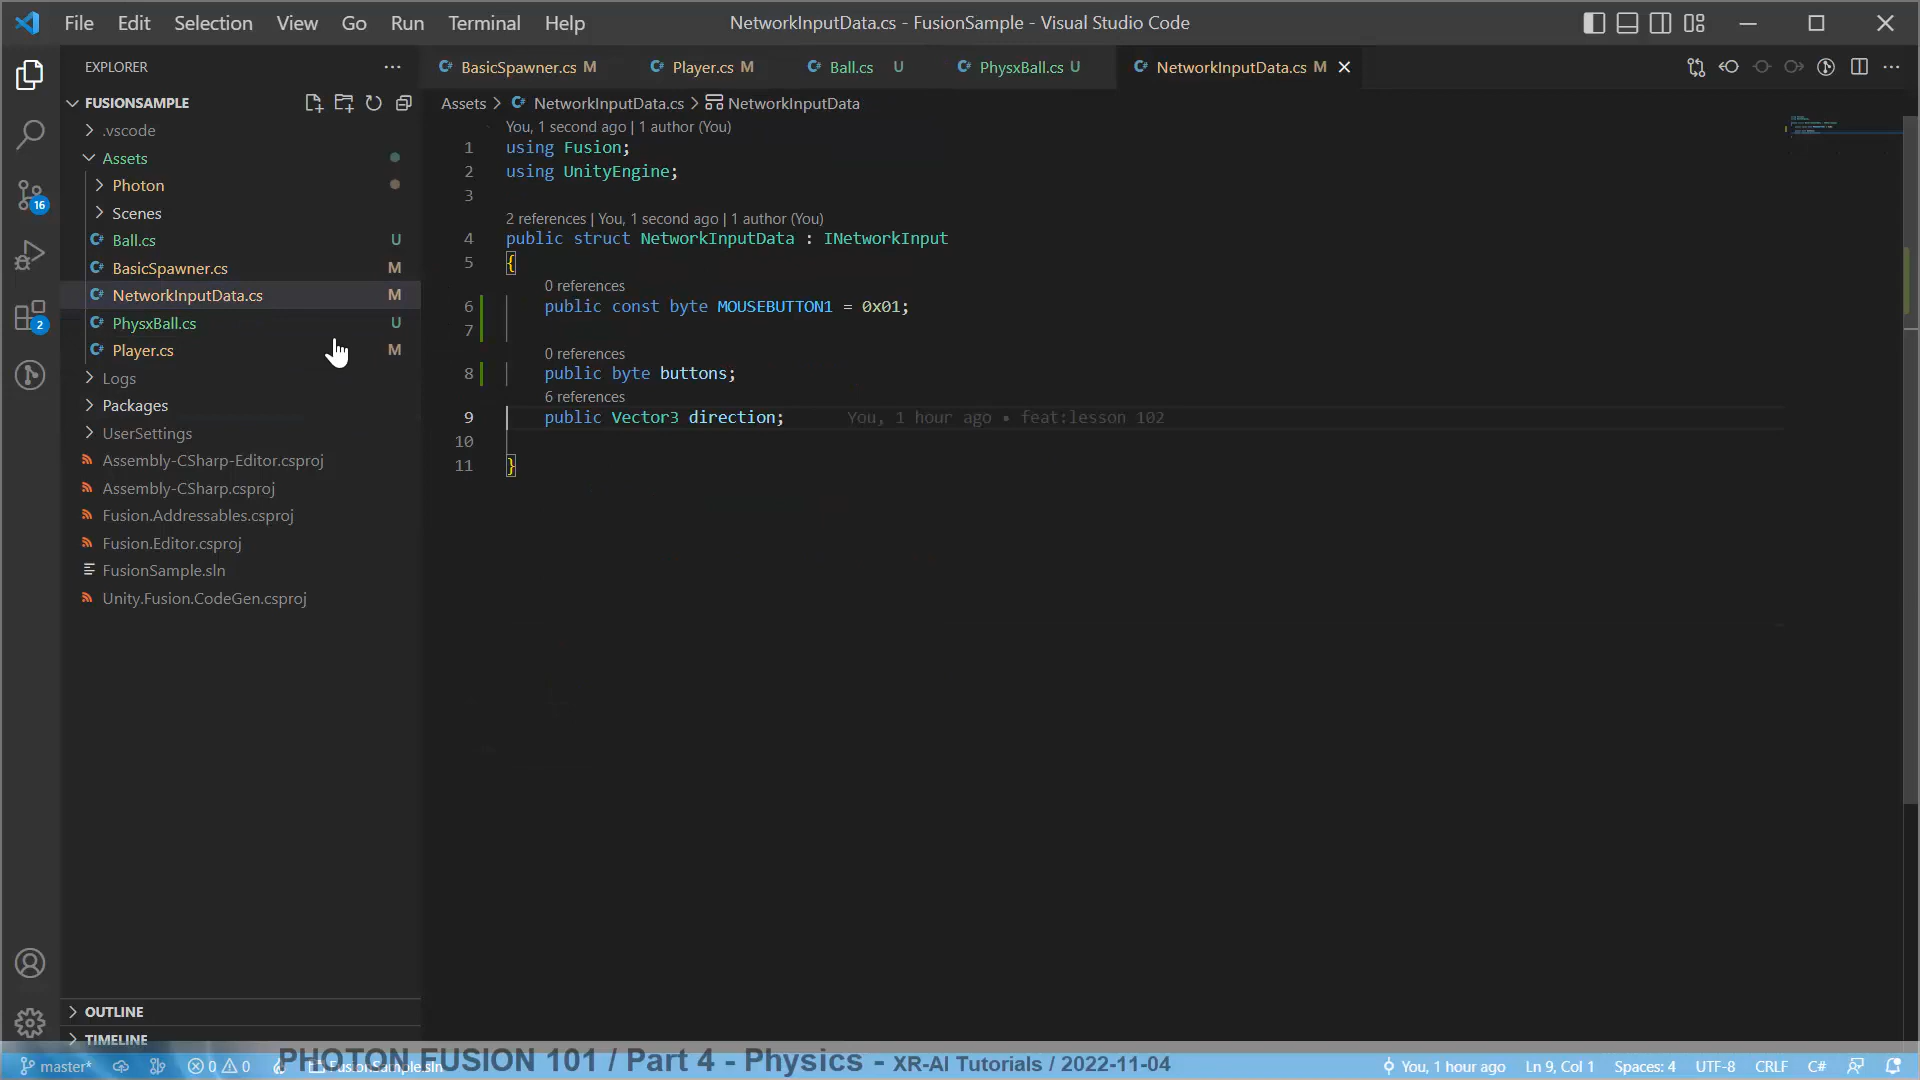 File Edit Selection View Go Run Terminal Help NetworkInputData.cs - FusionSample - Visual Studio Code
EXPLORER
BasicSpawner.cs M Player.cs M Ball.cs U PhysxBall.cs U NetworkInputData.cs M
FUSIONSAMPLE
.vscode
Assets
Photon
Scenes
Ball.cs U
BasicSpawner.cs M
NetworkInputData.cs M
PhysxBall.cs U
Player.cs M
Logs
Packages
UserSettings
Assembly-CSharp-Editor.csproj
Assembly-CSharp.csproj
Fusion.Addressables.csproj
Fusion.Editor.csproj
FusionSample.sln
Unity.Fusion.CodeGen.csproj
OUTLINE
TIMELINE
16
2
Assets > NetworkInputData.cs > NetworkInputData
You, 1 second ago | 1 author (You)
1 using Fusion;
2 using UnityEngine;
3
2 references | You, 1 second ago | 1 author (You)
4 public struct NetworkInputData : INetworkInput
5 {
0 references
6 public const byte MOUSEBUTTON1 = 0x01;
7
0 references
8 public byte buttons;
6 references
9 public Vector3 direction; You, 1 hour ago • feat:lesson 102
10
11 }
master* 0 0 FusionSample.sln You, 1 hour ago Ln 9, Col 1 Spaces: 4 UTF-8 CRLF C#
PHOTON FUSION 101 / Part 4 - Physics - XR-AI Tutorials / 2022-11-04